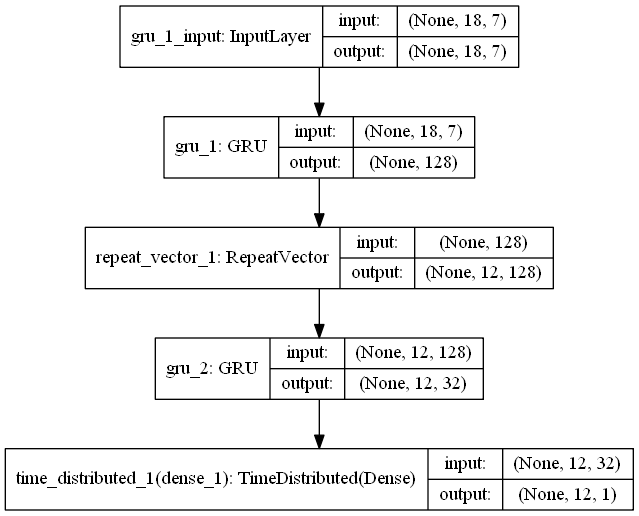 gru_1_input: InputLayer
input: (None, 18, 7)
output: (None, 18, 7)
gru_1: GRU
input: (None, 18, 7)
output: (None, 128)
repeat_vector_1: RepeatVector
input: (None, 128)
output: (None, 12, 128)
gru_2: GRU
input: (None, 12, 128)
output: (None, 12, 32)
time_distributed_1(dense_1): TimeDistributed(Dense)
input: (None, 12, 32)
output: (None, 12, 1)